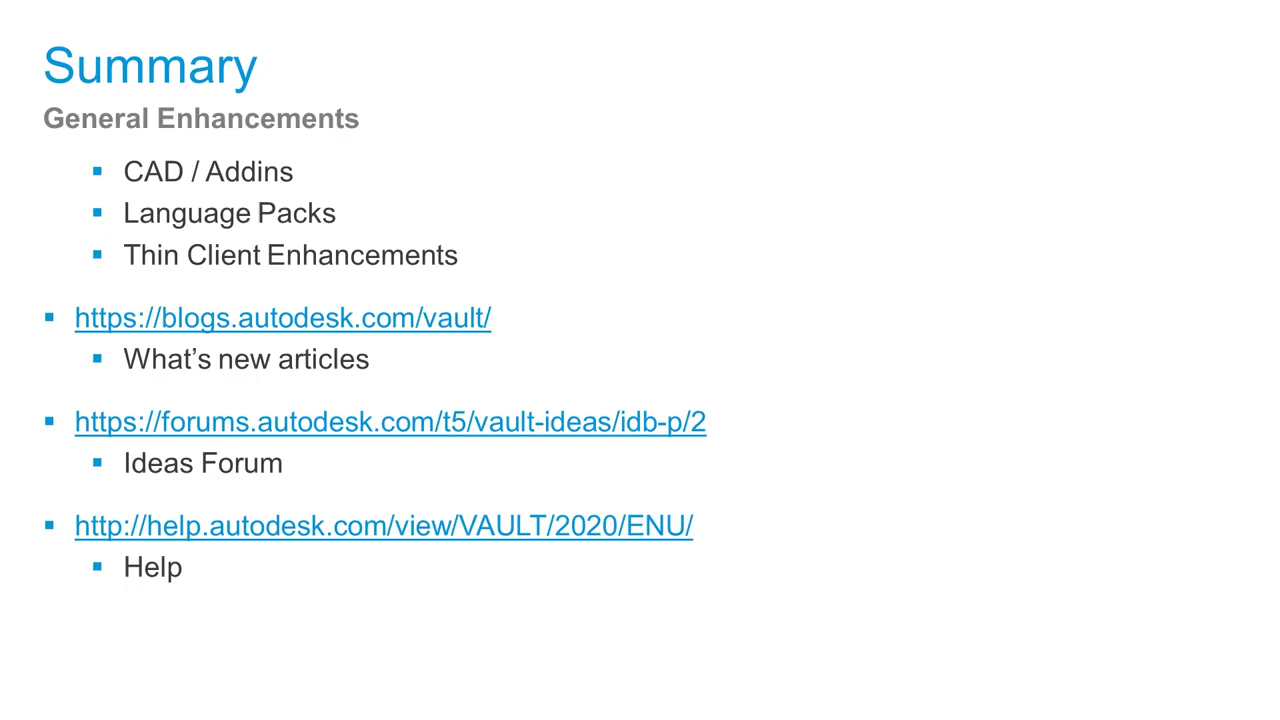 Summary
General Enhancements
▪ CAD / Addins
▪ Language Packs
▪ Thin Client Enhancements
▪ https://blogs.autodesk.com/vault/
▪ What’s new articles
▪ https://forums.autodesk.com/t5/vault-ideas/idb-p/2
▪ Ideas Forum
▪ http://help.autodesk.com/view/VAULT/2020/ENU/
▪ Help